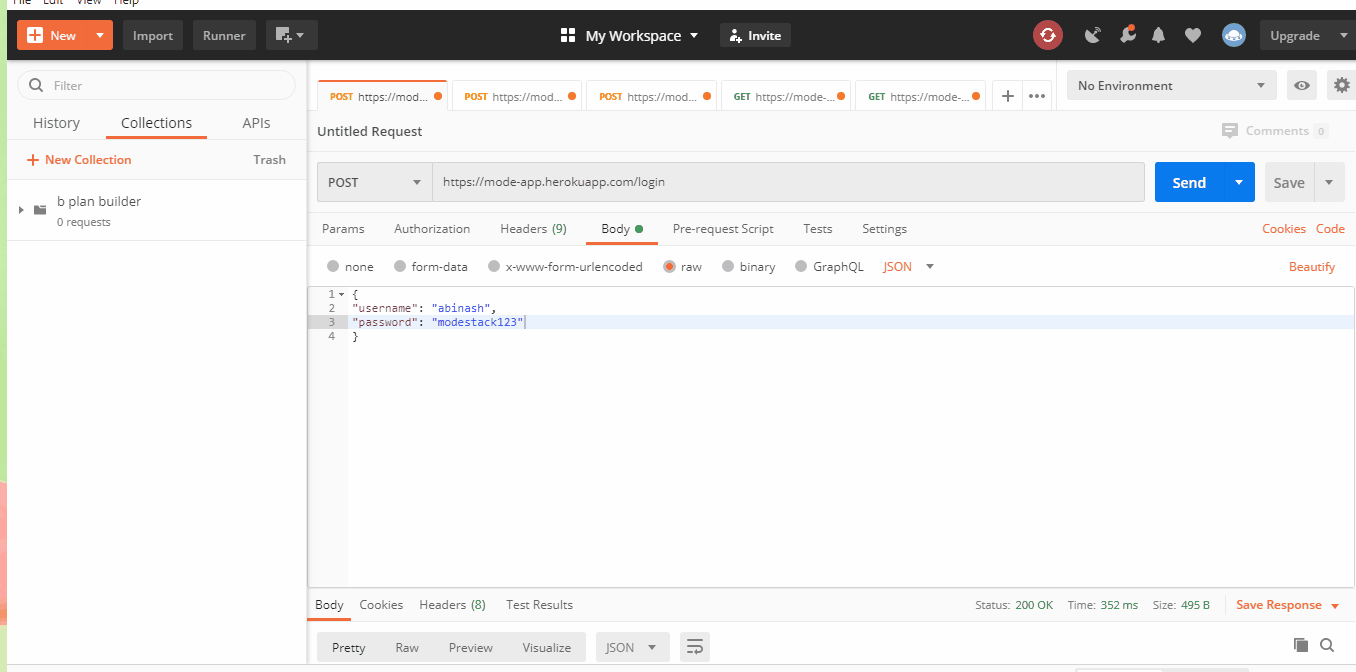 File Edit View Help
New Import Runner My Workspace Invite Upgrade
Filter
History Collections APIs
+ New Collection Trash
b plan builder
0 requests
POST https://mod... POST https://mod... POST https://mod... GET https://mode-... GET https://mode-... + ••• No Environment
Untitled Request Comments 0
POST https://mode-app.herokuapp.com/login Send Save
Params Authorization Headers (9) Body Pre-request Script Tests Settings Cookies Code
none form-data x-www-form-urlencoded raw binary GraphQL JSON Beautify
1 {
2 "username": "abinash",
3 "password": "modestack123"
4 }
Body Cookies Headers (8) Test Results Status: 200 OK Time: 352 ms Size: 495 B Save Response
Pretty Raw Preview Visualize JSON